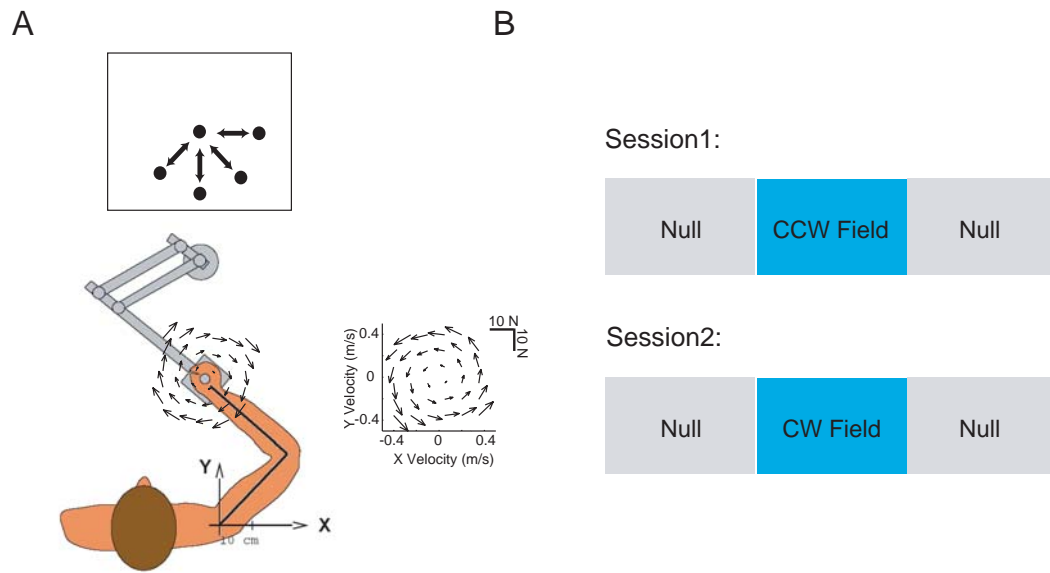 A
B
Session1:
Null
CCW Field
Null
Session2:
Null
CW Field
Null
10 N
10 N
0.4
0
-0.4
Y Velocity (m/s)
-0.4
0
0.4
X Velocity (m/s)
Y
X
10 cm